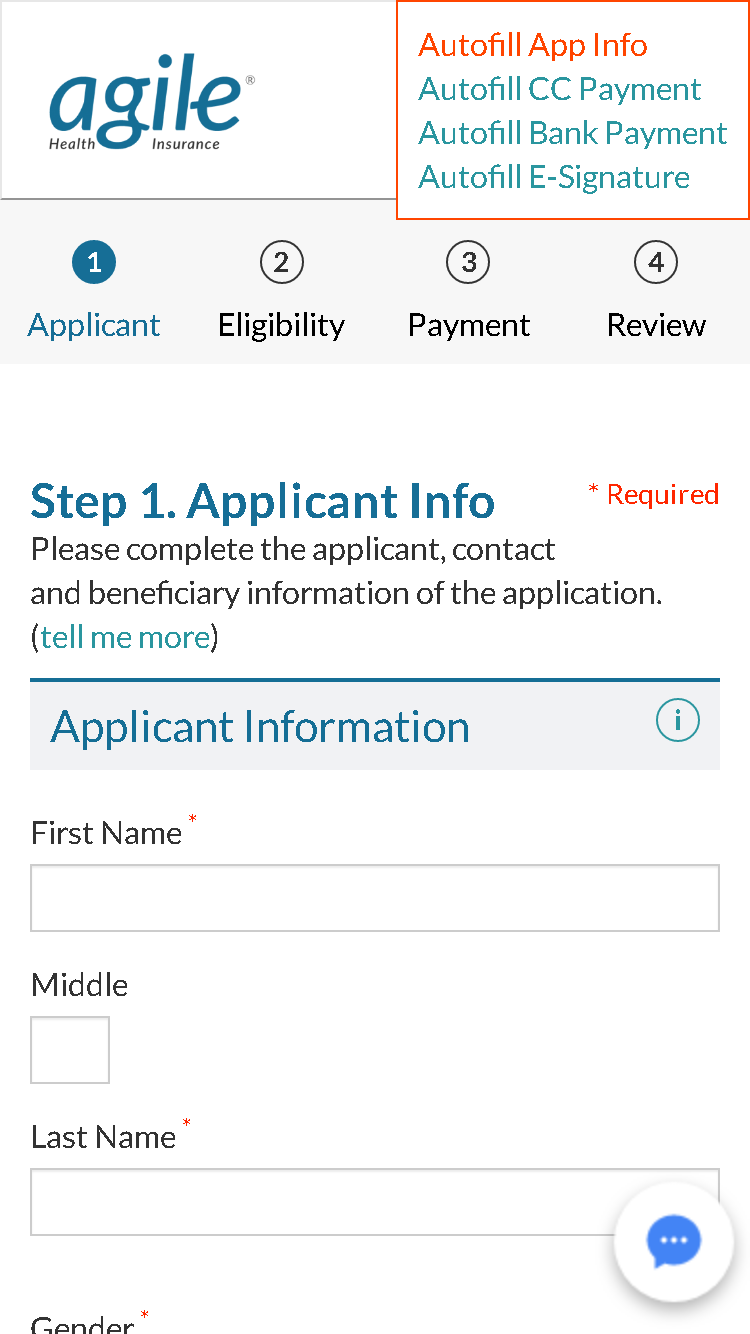 agile®
Health Insurance
Autofill App Info
Autofill CC Payment
Autofill Bank Payment
Autofill E-Signature
1 2 3 4
Applicant Eligibility Payment Review
Step 1. Applicant Info * Required
Please complete the applicant, contact
and beneficiary information of the application.
(tell me more)
Applicant Information i
First Name *
Middle
Last Name *
Gender *